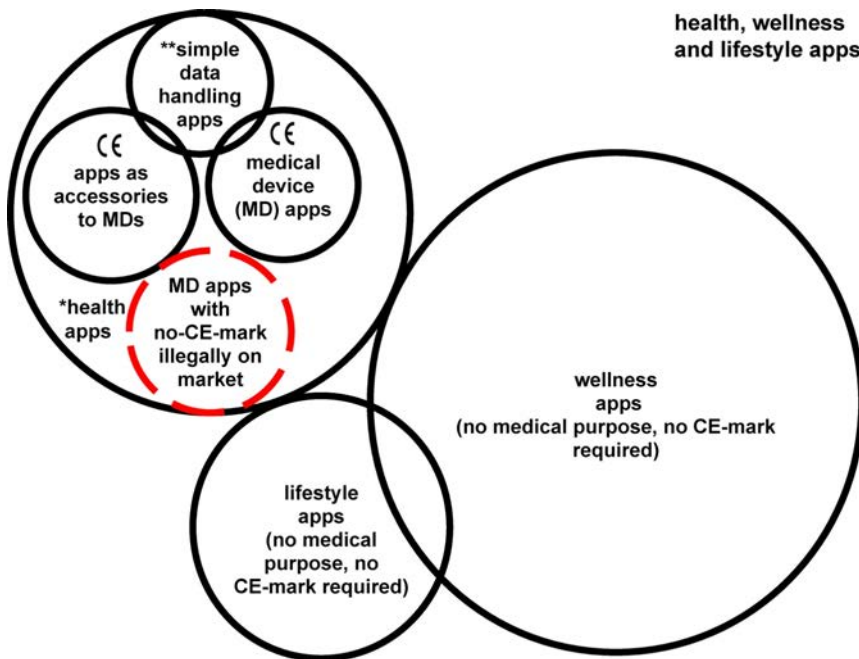 health, wellness
and lifestyle apps
**simple
data
handling
apps
CE
apps as
accessories
to MDs
CE
medical
device
(MD) apps
*health
apps
MD apps
with
no-CE-mark
illegally on
market
wellness
apps
(no medical purpose, no CE-mark
required)
lifestyle
apps
(no medical
purpose, no
CE-mark required)